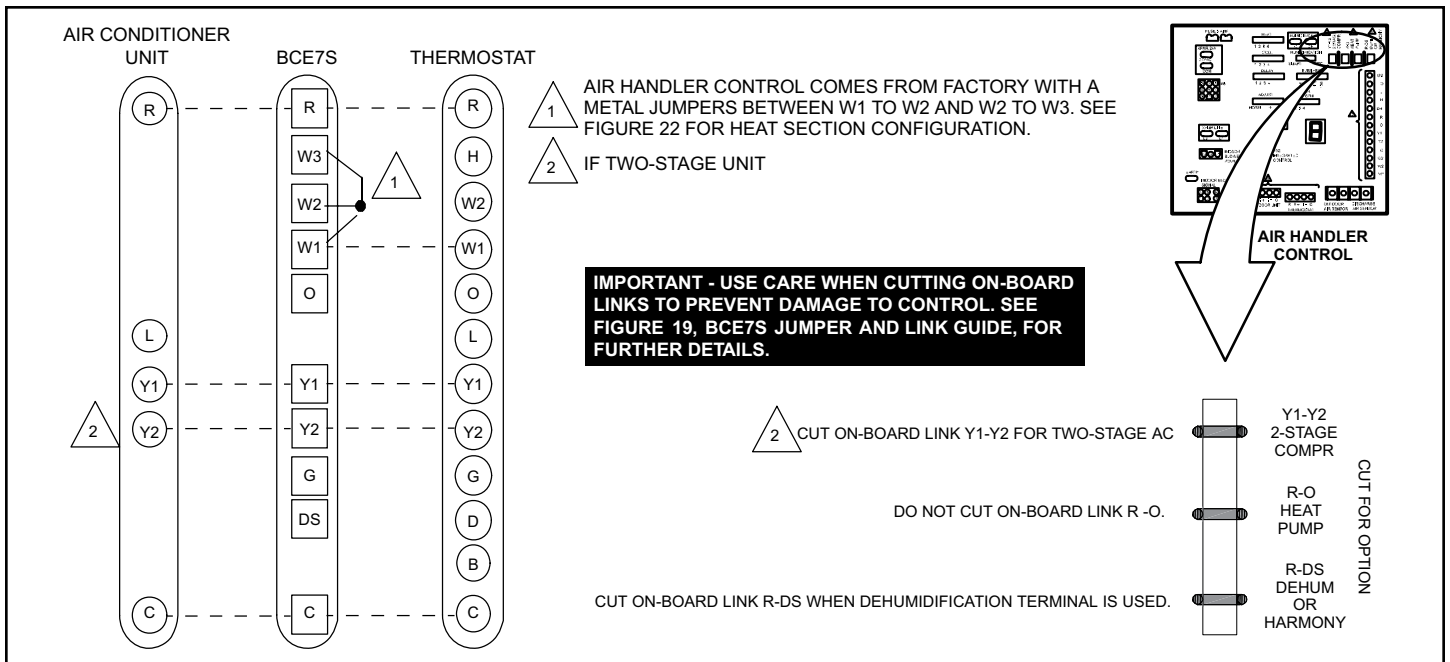 AIR CONDITIONER
UNIT
BCE7S
THERMOSTAT
R
L
Y1
Y2
C
2
R
W3
W2
W1
O
Y1
Y2
G
DS
C
1
R
H
W2
W1
O
L
Y1
Y2
G
D
B
C
1
AIR HANDLER CONTROL COMES FROM FACTORY WITH A
METAL JUMPERS BETWEEN W1 TO W2 AND W2 TO W3. SEE
FIGURE 22 FOR HEAT SECTION CONFIGURATION.
2
IF TWO-STAGE UNIT
IMPORTANT - USE CARE WHEN CUTTING ON-BOARD
LINKS TO PREVENT DAMAGE TO CONTROL. SEE
FIGURE 19, BCE7S JUMPER AND LINK GUIDE, FOR
FURTHER DETAILS.
AIR HANDLER
CONTROL
2
CUT ON-BOARD LINK Y1-Y2 FOR TWO-STAGE AC
DO NOT CUT ON-BOARD LINK R -O.
CUT ON-BOARD LINK R-DS WHEN DEHUMIDIFICATION TERMINAL IS USED.
Y1-Y2
2-STAGE
COMPR
R-O
HEAT
PUMP
R-DS
DEHUM
OR
HARMONY
CUT FOR OPTION